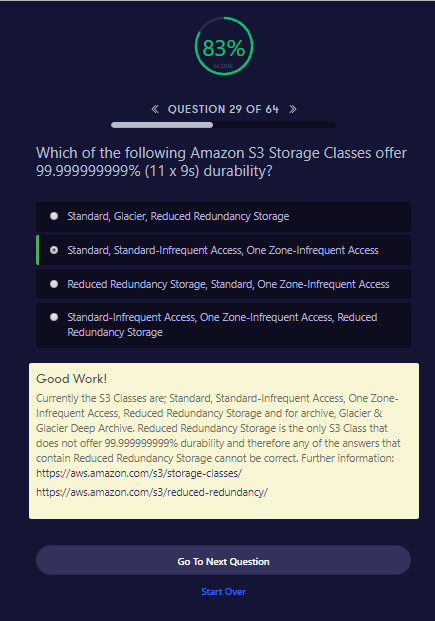 83%
SCORE
« QUESTION 29 OF 64 »
Which of the following Amazon S3 Storage Classes offer
99.999999999% (11 x 9s) durability?
Standard, Glacier, Reduced Redundancy Storage
Standard, Standard-Infrequent Access, One Zone-Infrequent Access
Reduced Redundancy Storage, Standard, One Zone-Infrequent Access
Standard-Infrequent Access, One Zone-Infrequent Access, Reduced
Redundancy Storage
Good Work!
Currently the S3 Classes are; Standard, Standard-Infrequent Access, One Zone-
Infrequent Access, Reduced Redundancy Storage and for archive, Glacier &
Glacier Deep Archive. Reduced Redundancy Storage is the only S3 Class that
does not offer 99.999999999% durability and therefore any of the answers that
contain Reduced Redundancy Storage cannot be correct. Further information:
https://aws.amazon.com/s3/storage-classes/
https://aws.amazon.com/s3/reduced-redundancy/
Go To Next Question
Start Over